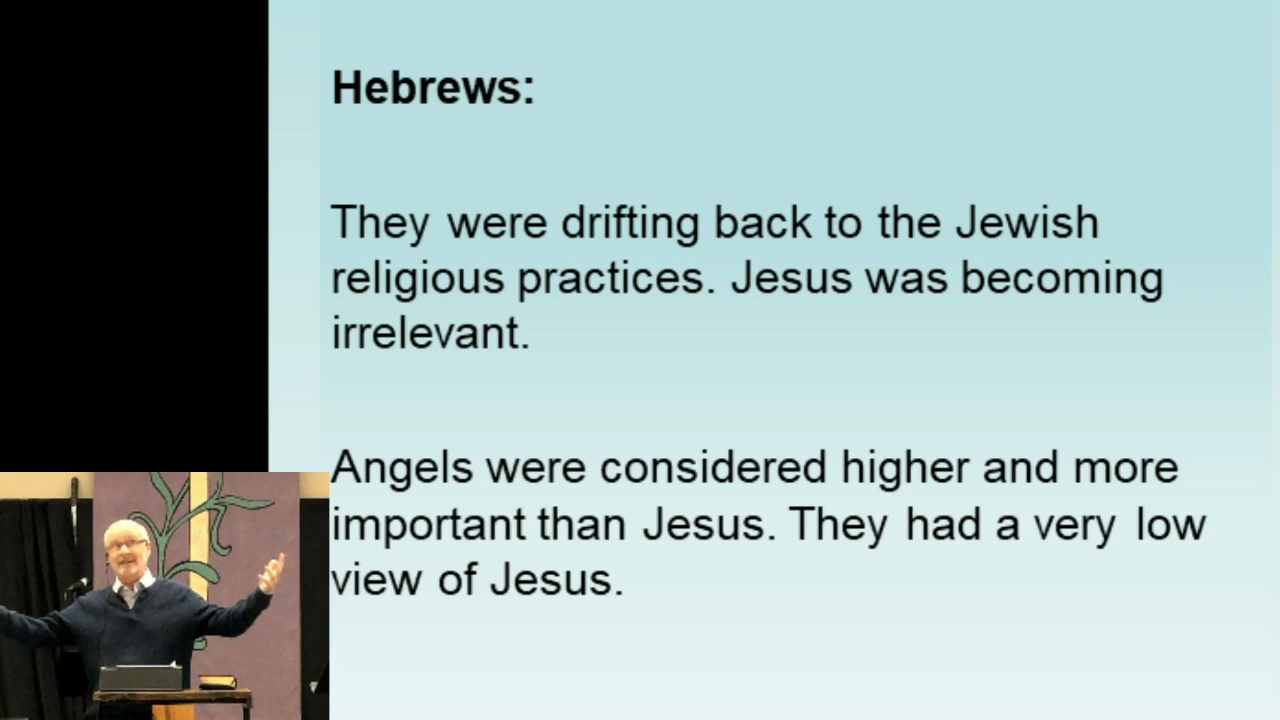 Hebrews:
They were drifting back to the Jewish
religious practices. Jesus was becoming
irrelevant.
Angels were considered higher and more
important than Jesus. They had a very low
view of Jesus.